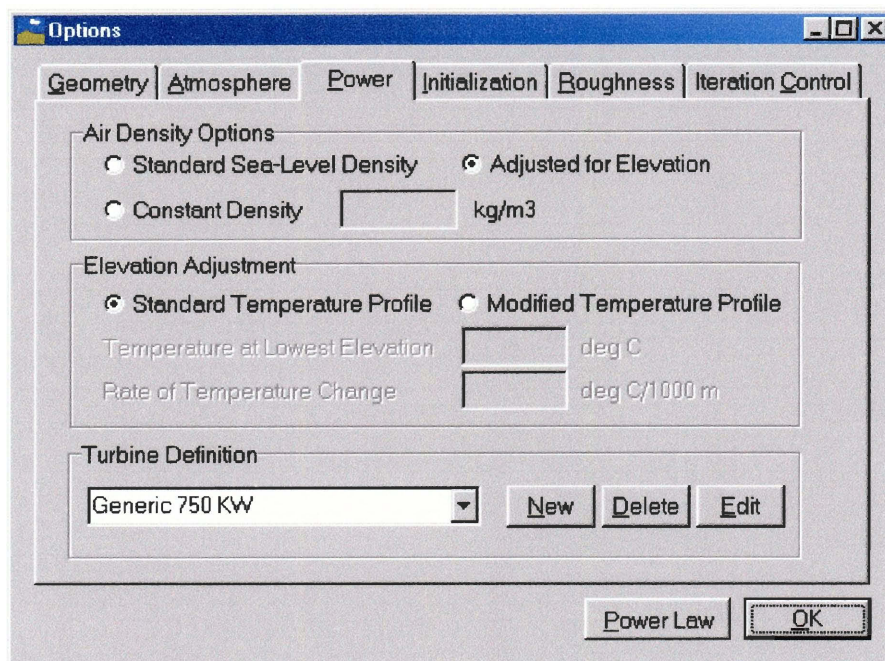 Options
Geometry Atmosphere Power Initialization Roughness Iteration Control
Air Density Options
Standard Sea-Level Density Adjusted for Elevation
Constant Density kg/m3
Elevation Adjustment
Standard Temperature Profile Modified Temperature Profile
Temperature at Lowest Elevation deg C
Rate of Temperature Change deg C/1000 m
Turbine Definition
Generic 750 KW New Delete Edit
Power Law OK